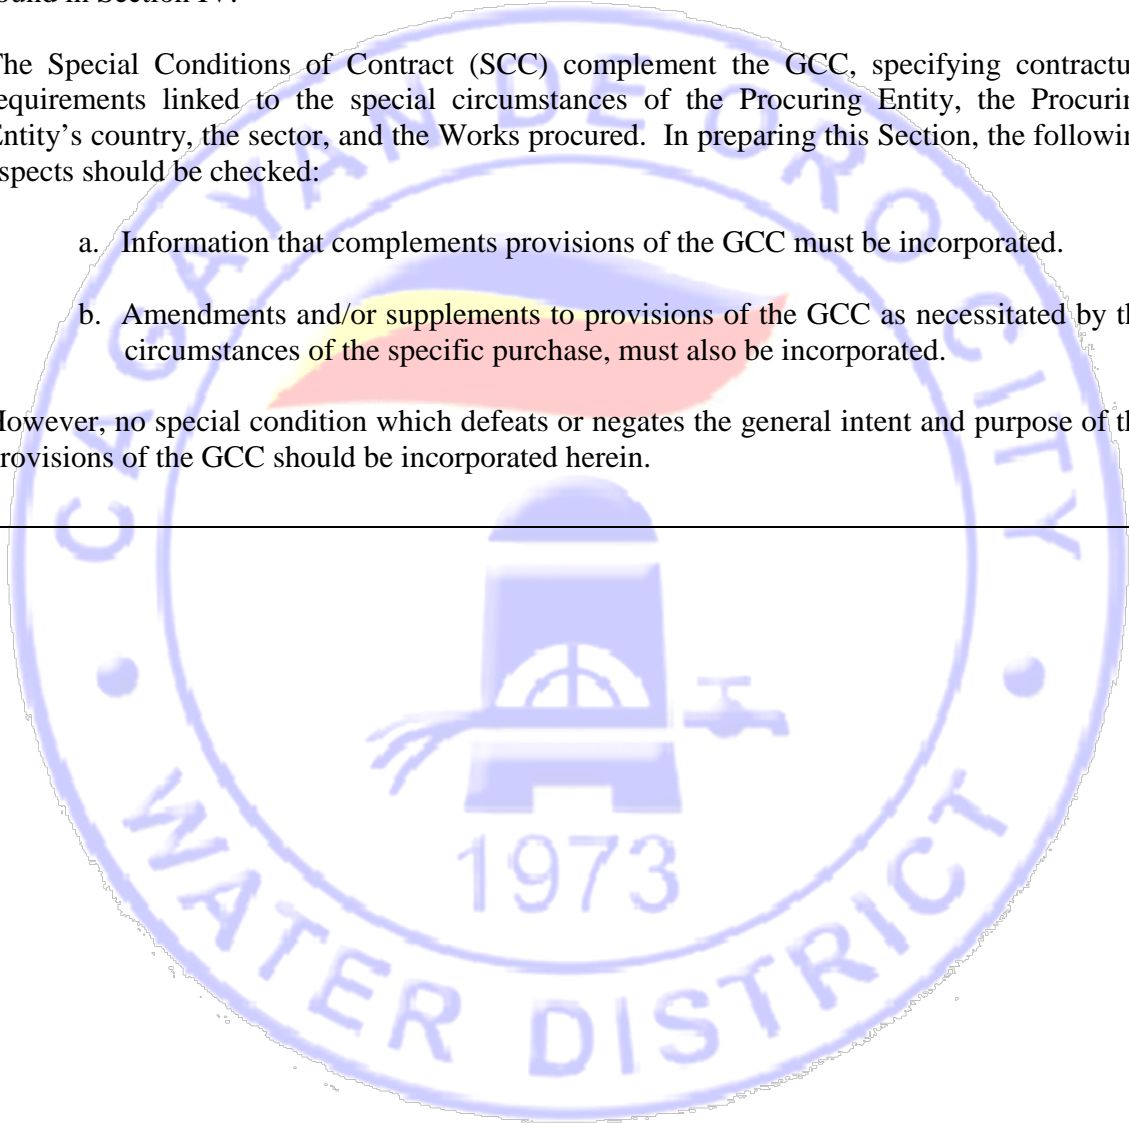 ound in Section IV.
The Special Conditions of Contract (SCC) complement the GCC, specifying contractu
equirements linked to the special circumstances of the Procuring Entity, the Procurin
Entity’s country, the sector, and the Works procured. In preparing this Section, the followin
spects should be checked:
a. Information that complements provisions of the GCC must be incorporated.
b. Amendments and/or supplements to provisions of the GCC as necessitated by th
circumstances of the specific purchase, must also be incorporated.
However, no special condition which defeats or negates the general intent and purpose of th
rovisions of the GCC should be incorporated herein.
CAGAYAN DE ORO CITY
1973
WATER DISTRICT